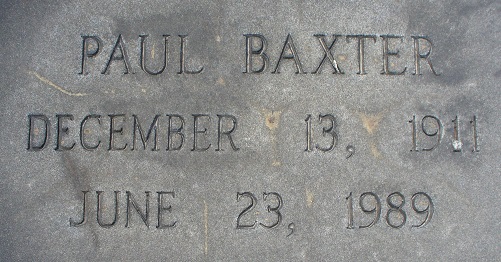 PAUL BAXTER
DECEMBER 13, 1911
JUNE 23, 1989